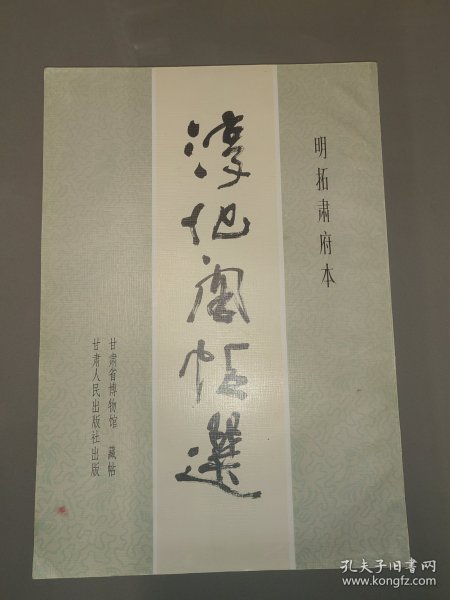 明拓肃府本
淳化阁帖選
甘肃省博物馆 藏帖
甘肃人民出版社出版
孔夫子旧书网
www.kongfz.com